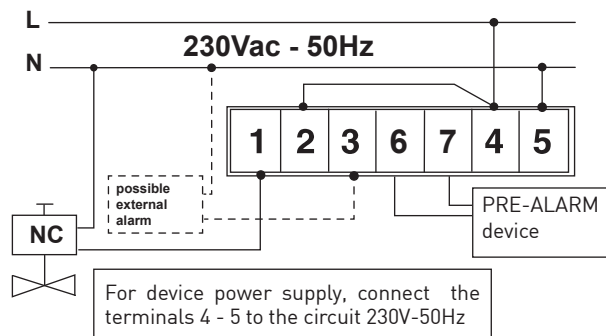 L
230Vac - 50Hz
N
1 2 3 6 7 4 5
possible
external
alarm
PRE-ALARM
device
NC
For device power supply, connect the
terminals 4 - 5 to the circuit 230V-50Hz